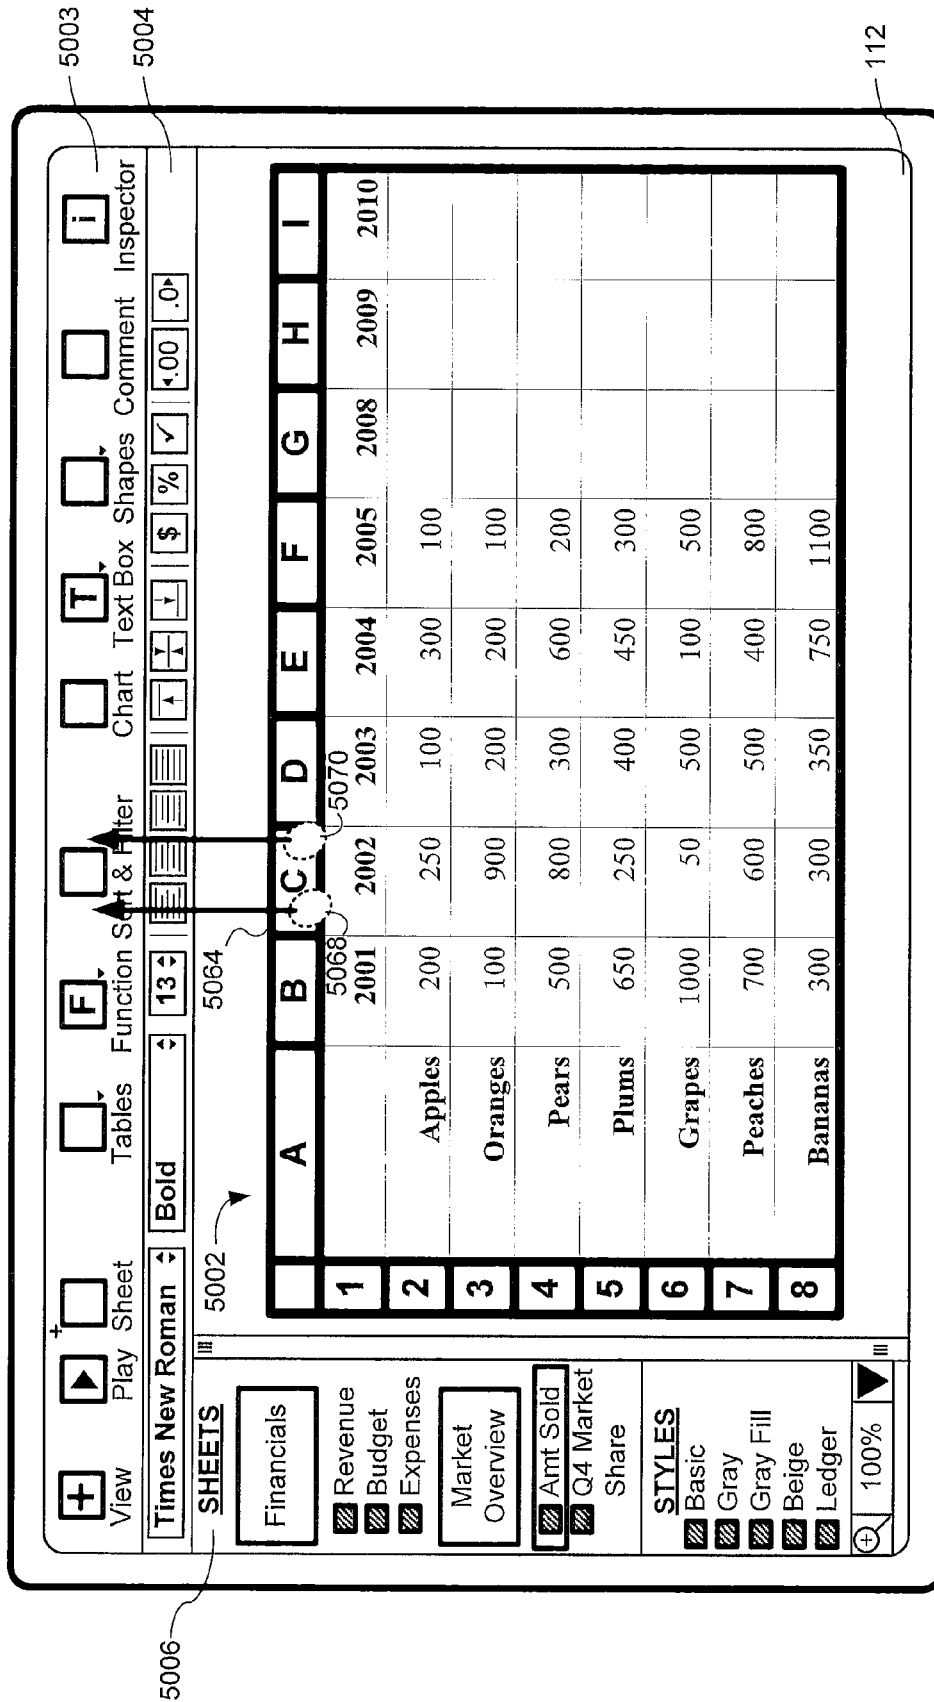 5003
5004
View Play Sheet Tables F Function Sort & Filter Chart T Text Box Shapes Comment i Inspector
Times New Roman Bold 13 $ % ✓ .00 .0
5006
SHEETS
Financials
Revenue
Budget
Expenses
Market
Overview
Amt Sold
Q4 Market
Share
STYLES
Basic
Gray
Gray Fill
Beige
Ledger
100%
5002
5064
5068
5070
A B C D E F G H I
1 2001 2002 2003 2004 2005 2008 2009 2010
2 Apples 200 250 100 300 100
3 Oranges 100 900 200 200 100
4 Pears 500 800 300 600 200
5 Plums 650 250 400 450 300
6 Grapes 1000 50 500 100 500
7 Peaches 700 600 500 400 800
8 Bananas 300 300 350 750 1100
112